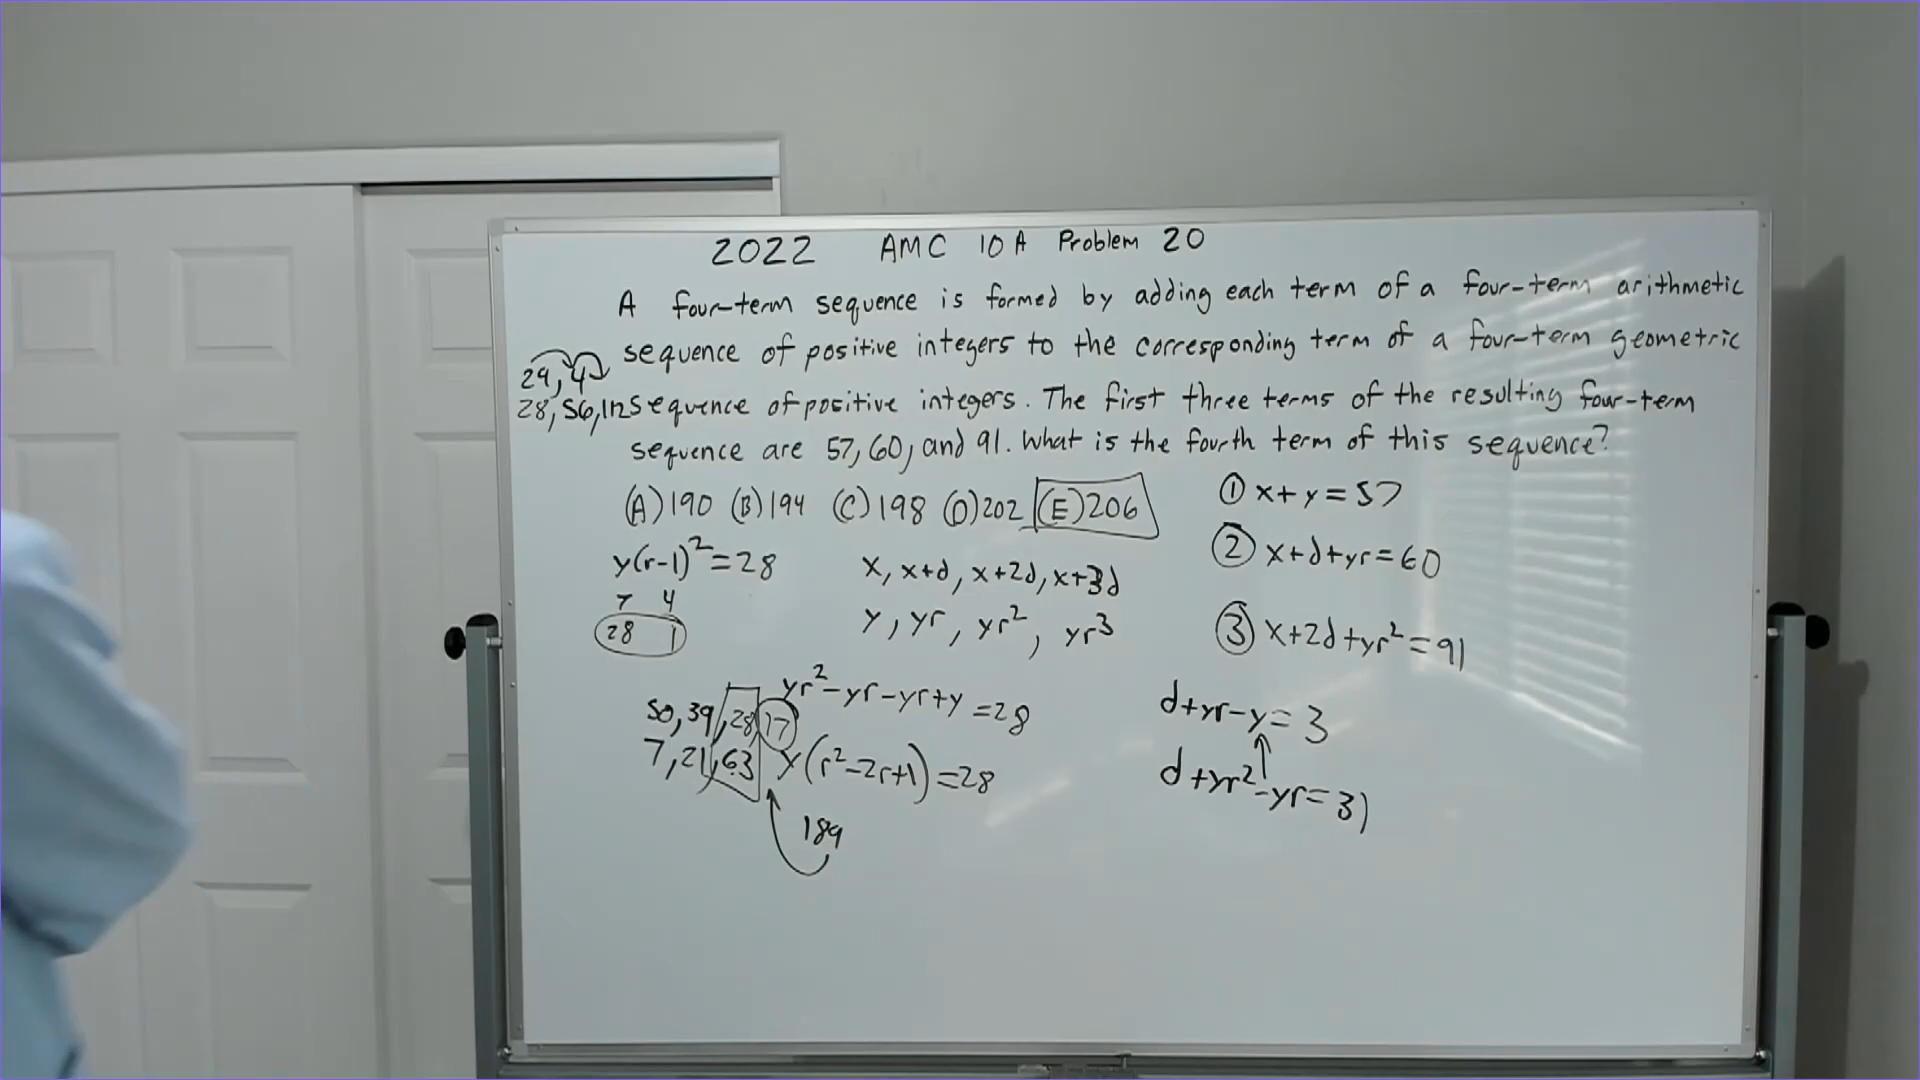 2022 AMC 10A Problem 20
A four-term sequence is formed by adding each term of a four-term arithmetic
sequence of positive integers to the corresponding term of a four-term geometric
29, 4
28, 56, 112 sequence of positive integers. The first three terms of the resulting four-term
sequence are 57, 60, and 91. What is the fourth term of this sequence?
(A) 190 (B) 194 (C) 198 (D) 202 (E) 206
① x+y=57
y(r-1)²=28
x, x+d, x+2d, x+3d
② x+d+yr=60
7 4
28 1
y, yr, yr², yr³
③ x+2d+yr²=91
yr²-yr-yr+y=28
d+yr-y=3
50, 39, 28, 17
7, 21, 63
y(r²-2r+1)=28
d+yr²-yr=31
189